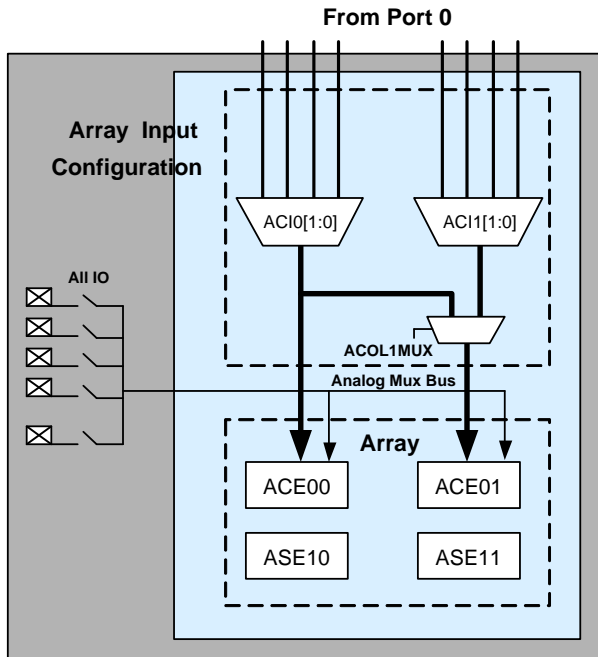 From Port 0
Array Input
Configuration
ACI0[1:0]
ACI1[1:0]
All IO
ACOL1MUX
Analog Mux Bus
Array
ACE00
ACE01
ASE10
ASE11